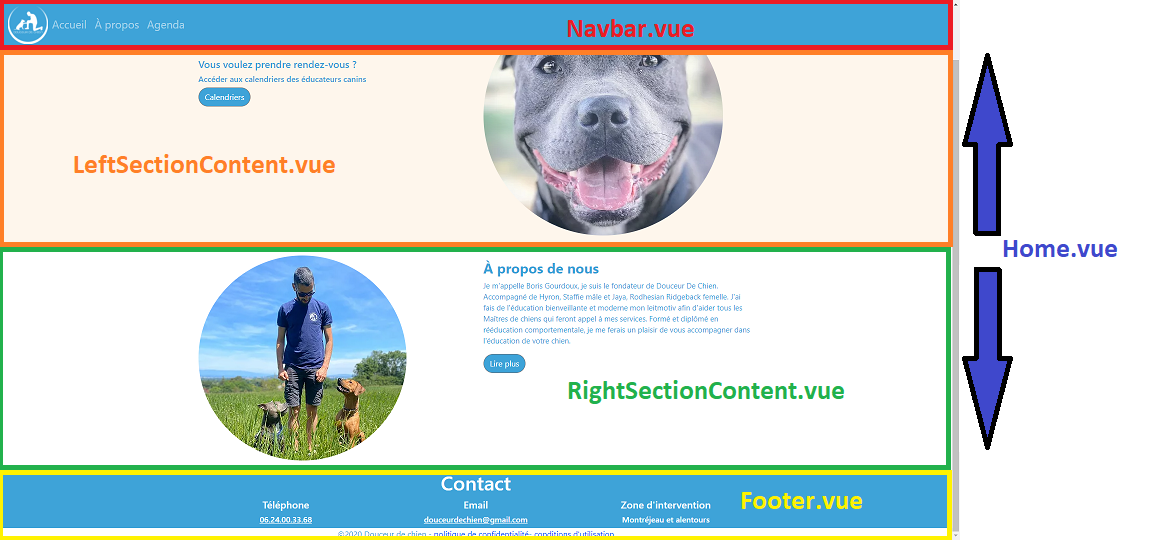 Accueil À propos Agenda
Navbar.vue
Vous voulez prendre rendez-vous ?
Accéder aux calendriers des éducateurs canins
Calendriers
LeftSectionContent.vue
Home.vue
À propos de nous
Je m'appelle Boris Gourdoux, je suis le fondateur de Douceur De Chien.
Accompagné de Hyron, Staffie mâle et Jaya, Rodhesian Ridgeback femelle. J'ai
fais de l'éducation bienveillante et moderne mon leitmotiv afin d'aider tous les
Maîtres de chiens qui feront appel à mes services. Formé et diplômé en
rééducation comportementale, je me ferais un plaisir de vous accompagner dans
l'éducation de votre chien.
Lire plus
RightSectionContent.vue
Contact
Téléphone Email Zone d'intervention
06.24.00.33.68 douceurdechien@gmail.com Montréjeau et alentours
Footer.vue
©2020 Douceur de chien - politique de confidentialité- conditions d'utilisation